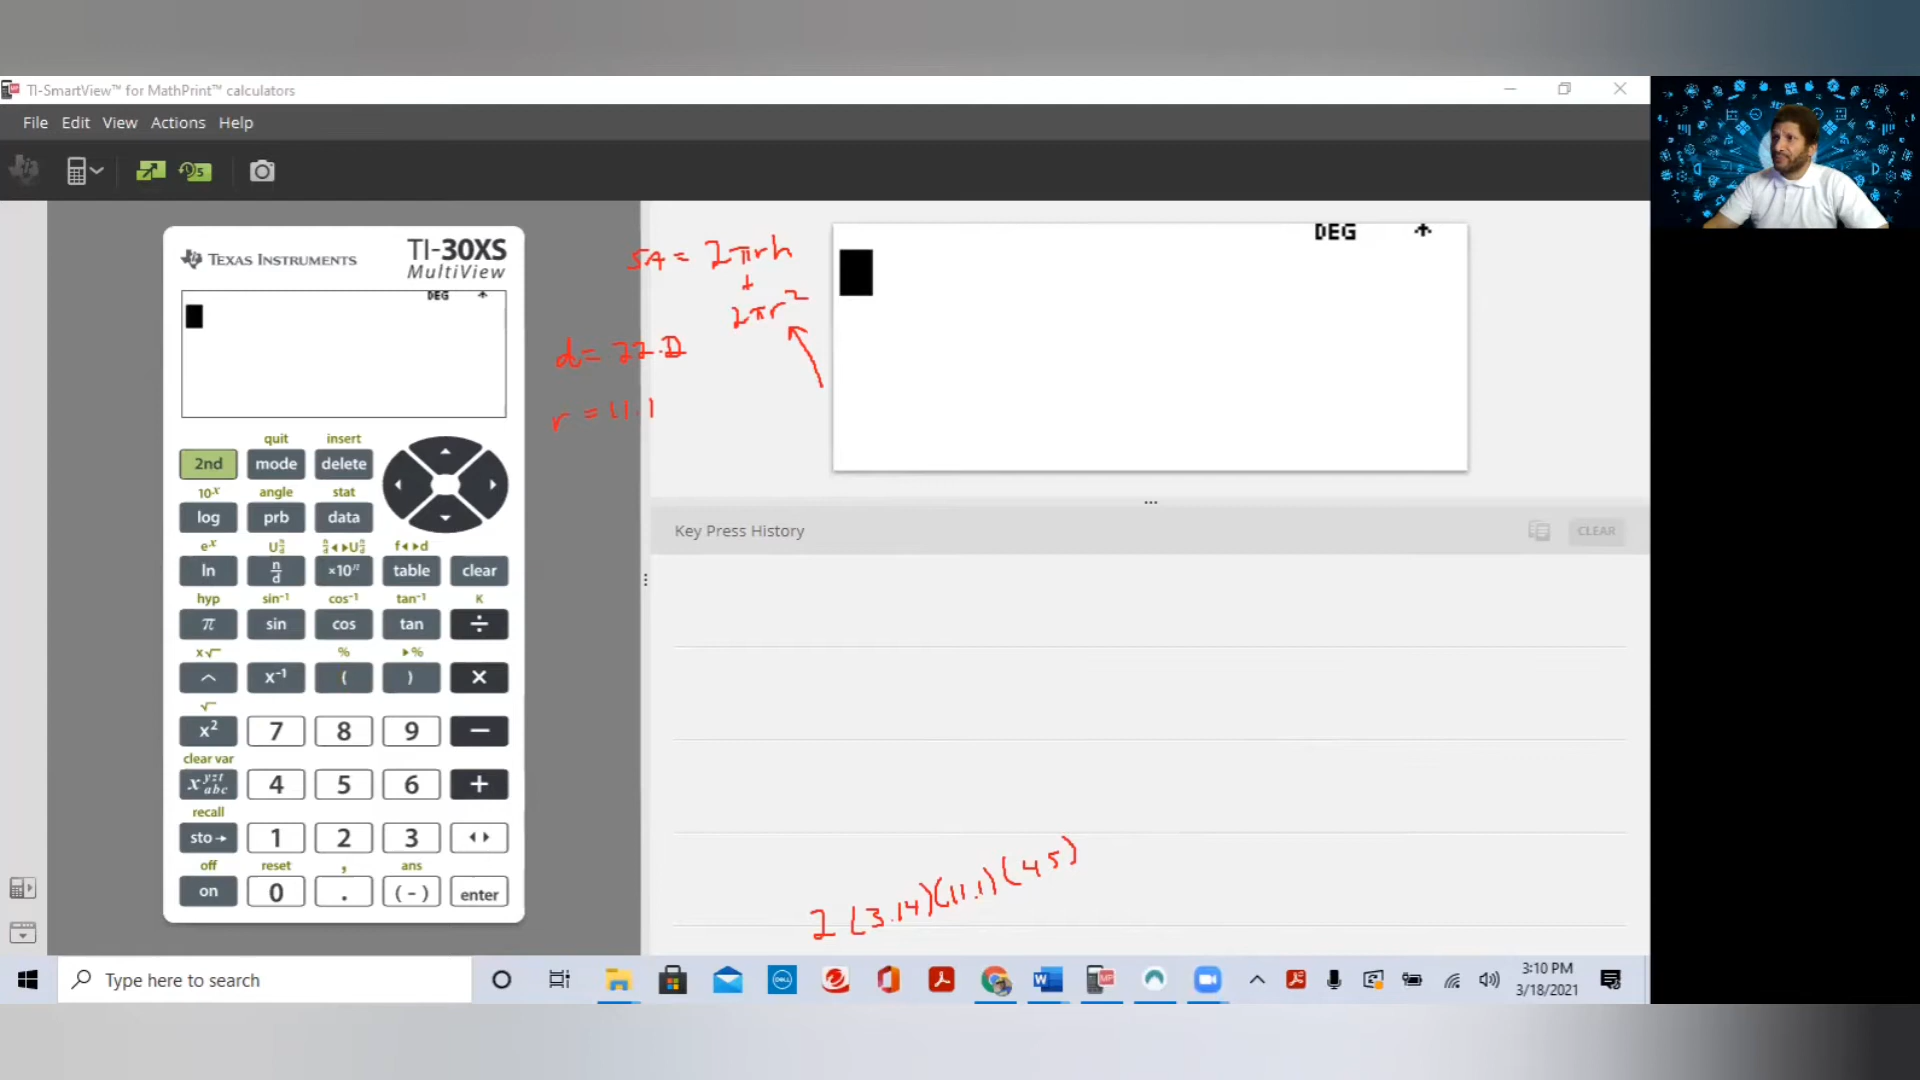 TI-SmartView™ for MathPrint™ calculators
File Edit View Actions Help
TEXAS INSTRUMENTS
TI-30XS
MultiView
DEG
SA = 2πrh
+
2πr²
r = 11.1
DEG
quit insert
2nd mode delete
10ˣ angle stat
log prb data
eˣ f◄►d
ln n/d ×10ⁿ table clear
hyp sin⁻¹ cos⁻¹ tan⁻¹ K
π sin cos tan ÷
x√ % ►%
^ x⁻¹ ( ) ×
√
x² 7 8 9 −
clear var
x yzt abc 4 5 6 +
recall
sto→ 1 2 3 ◄►
off reset , ans
on 0 . (-) enter
Key Press History
CLEAR
2(3.14)(11.1)(45)
Type here to search
DELL
3:10 PM
3/18/2021